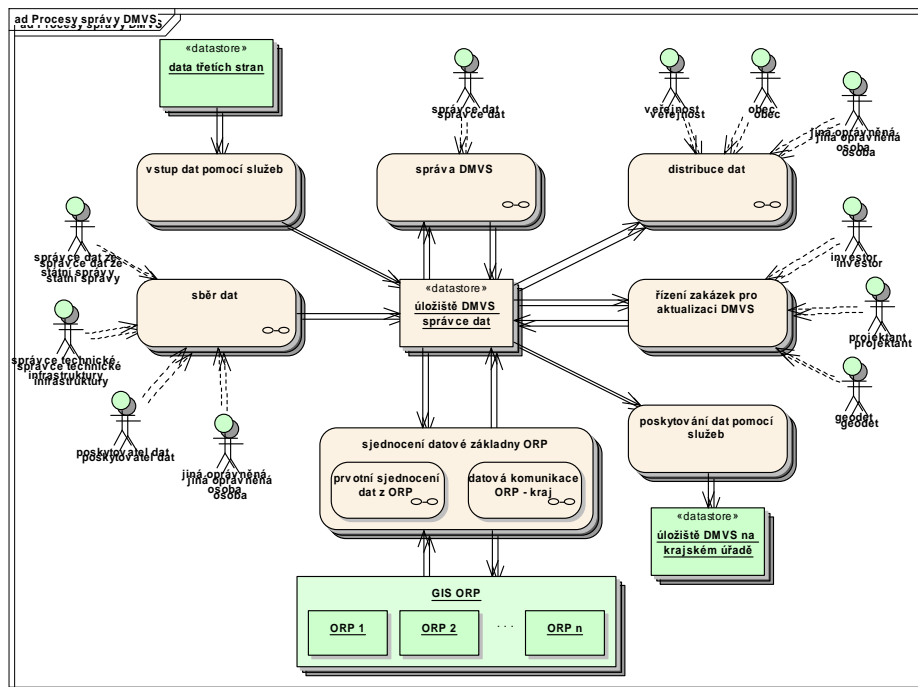 ad Procesy správy DMVS
«datastore»
data třetích stran
správce dat
veřejnost
obec
jiná oprávněná
osoba
vstup dat pomocí služeb
správa DMVS
distribuce dat
správce dat ze
státní správy
investor
sběr dat
«datastore»
úložiště DMVS
správce dat
řízení zakázek pro
aktualizaci DMVS
projektant
správce technické
infrastruktury
geodet
poskytovatel dat
jiná oprávněná
osoba
sjednocení datové základny ORP
prvotní sjednocení
dat z ORP
datová komunikace
ORP - kraj
poskytování dat pomocí
služeb
«datastore»
úložiště DMVS na
krajském úřadě
GIS ORP
ORP 1
ORP 2
. . .
ORP n